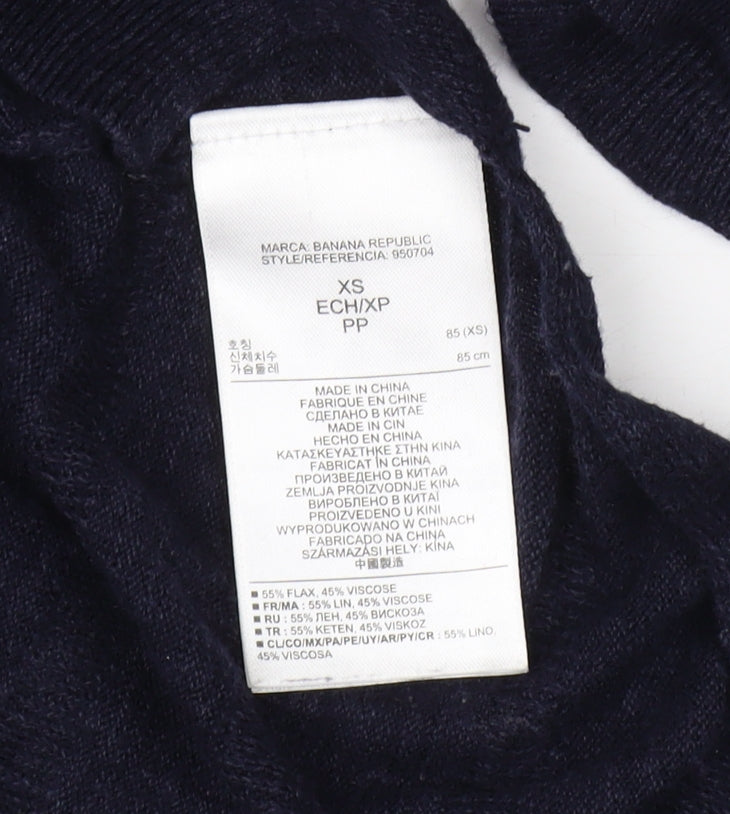 MARCA: BANANA REPUBLIC
STYLE/REFERENCIA: 950704
XS
ECH/XP
PP
호칭 85 (XS)
신체치수
가슴둘레 85 cm
MADE IN CHINA
FABRIQUE EN CHINE
СДЕЛАНО В КИТАЕ
MADE IN CIN
HECHO EN CHINA
ΚΑΤΑΣΚΕΥΑΣΤΗΚΕ ΣΤΗΝ ΚΙΝΑ
FABRICAT ÎN CHINA
ПРОИЗВЕДЕНО В КИТАЙ
ZEMLJA PROIZVODNJE KINA
ВИРОБЛЕНО В КИТАЇ
PROIZVEDENO U KINI
WYPRODUKOWANO W CHINACH
FABRICADO NA CHINA
SZÁRMAZÁSI HELY: KÍNA
中國製造
■ 55% FLAX, 45% VISCOSE
■ FR/MA : 55% LIN, 45% VISCOSE
■ RU : 55% ЛЕН, 45% ВИСКОЗА
■ TR : 55% KETEN, 45% VISKOZ
■ CL/CO/MX/PA/PE/UY/AR/PY/CR : 55% LINO,
45% VISCOSA